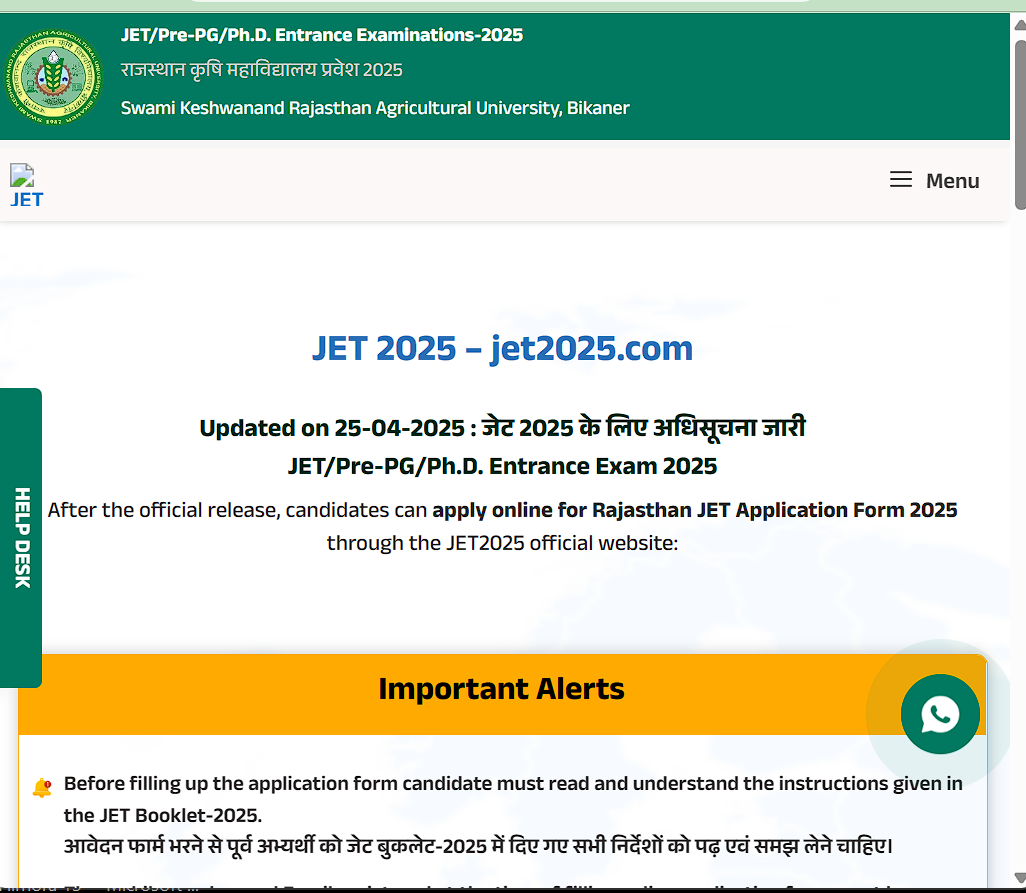 JET/Pre-PG/Ph.D. Entrance Examinations-2025
राजस्थान कृषि महाविद्यालय प्रवेश 2025
Swami Keshwanand Rajasthan Agricultural University, Bikaner
JET
Menu
JET 2025 – jet2025.com
Updated on 25-04-2025 : जेट 2025 के लिए अधिसूचना जारी
JET/Pre-PG/Ph.D. Entrance Exam 2025
After the official release, candidates can apply online for Rajasthan JET Application Form 2025
through the JET2025 official website:
HELP DESK
Important Alerts
Before filling up the application form candidate must read and understand the instructions given in
the JET Booklet-2025.
आवेदन फार्म भरने से पूर्व अभ्यर्थी को जेट बुकलेट-2025 में दिए गए सभी निर्देशों को पढ़ एवं समझ लेने चाहिए।